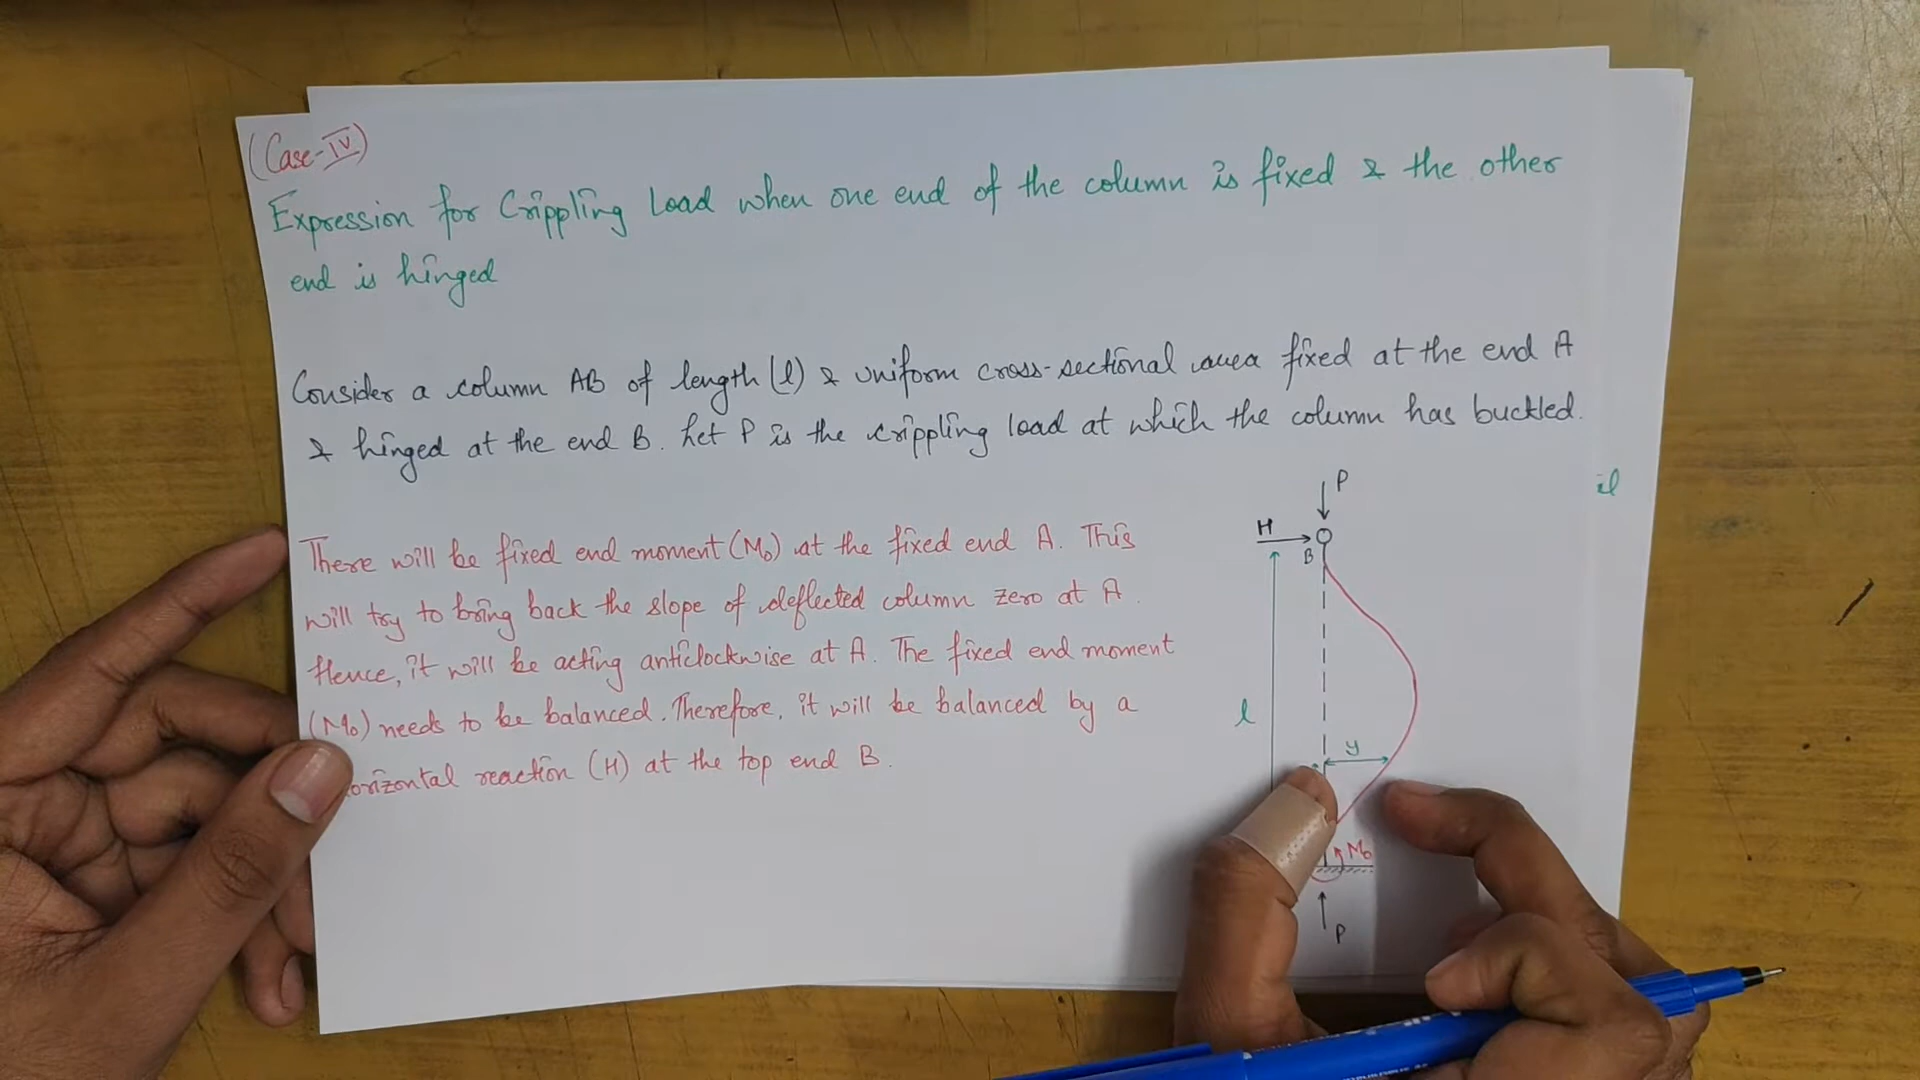 (Case-IV)
Expression for Crippling Load when one end of the column is fixed & the other
end is hinged
Consider a column AB of length (l) & uniform cross-sectional area fixed at the end A
& hinged at the end B. Let P is the crippling load at which the column has buckled.
There will be fixed end moment (M₀) at the fixed end A. This
will try to bring back the slope of deflected column zero at A.
Hence, it will be acting anticlockwise at A. The fixed end moment
(M₀) needs to be balanced. Therefore, it will be balanced by a
orizontal reaction (H) at the top end B.
P
H
B
l
y
M₀
P